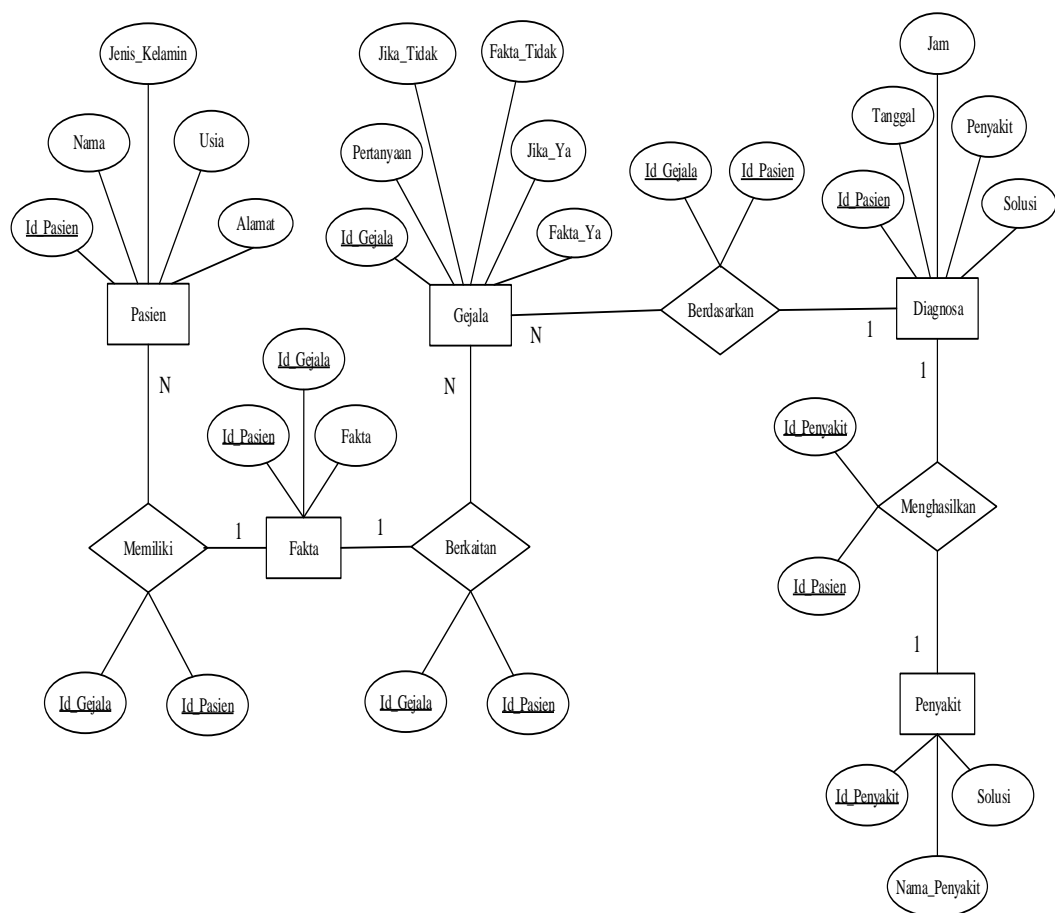 Jenis_Kelamin
Nama
Usia
Id_Pasien
Alamat
Pasien
Jika_Tidak
Fakta_Tidak
Pertanyaan
Jika_Ya
Id_Gejala
Fakta_Ya
Gejala
Id_Gejala
Id_Pasien
Berdasarkan
Jam
Tanggal
Penyakit
Id_Pasien
Solusi
Diagnosa
N
N
N
1
1
Id_Gejala
Id_Pasien
Fakta
Fakta
Memiliki
1
1
Berkaitan
Id_Gejala
Id_Pasien
Id_Gejala
Id_Pasien
Id_Penyakit
Menghasilkan
Id_Pasien
1
Penyakit
Id_Penyakit
Solusi
Nama_Penyakit